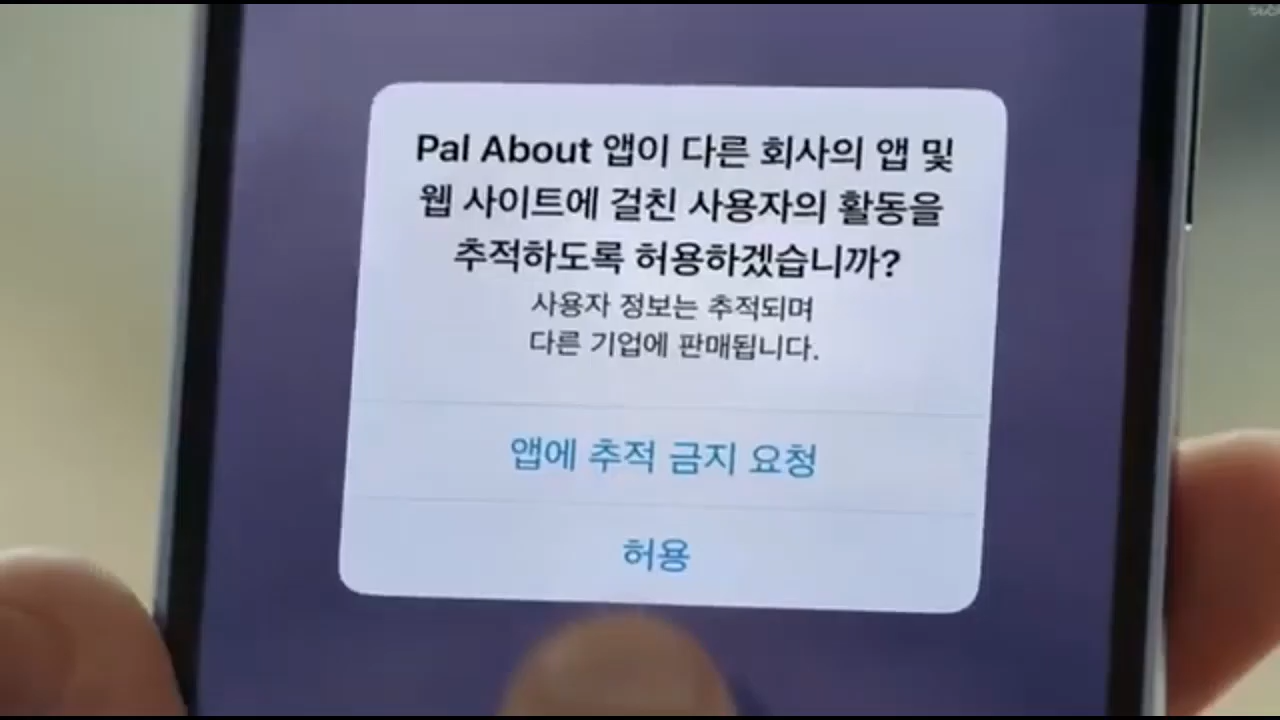 Pal About 앱이 다른 회사의 앱 및
웹 사이트에 걸친 사용자의 활동을
추적하도록 허용하겠습니까?
사용자 정보는 추적되며
다른 기업에 판매됩니다.
앱에 추적 금지 요청
허용